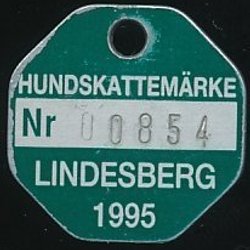 HUNDSKATTEMÄRKE
Nr 00854
LINDESBERG
1995